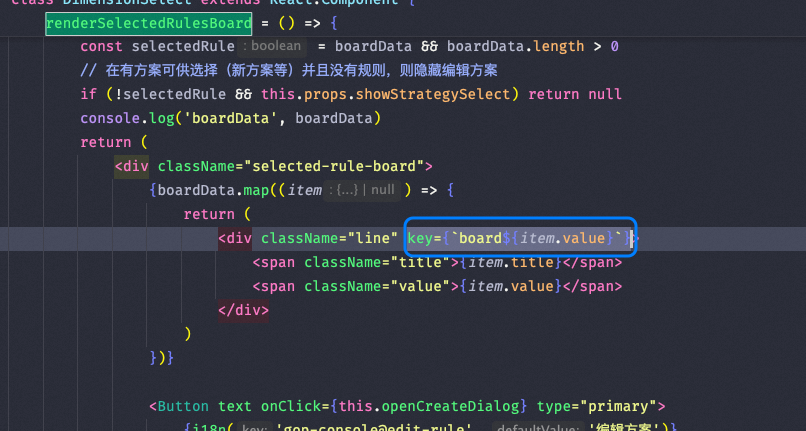 class DimensionSelect extends React.Component {
renderSelectedRulesBoard = () => {
const selectedRule : boolean = boardData && boardData.length > 0
// 在有方案可供选择（新方案等）并且没有规则，则隐藏编辑方案
if (!selectedRule && this.props.showStrategySelect) return null
console.log('boardData', boardData)
return (
<div className="selected-rule-board">
{boardData.map((item : {...} | null ) => {
return (
<div className="line" key={`board${item.value}`}>
<span className="title">{item.title}</span>
<span className="value">{item.value}</span>
</div>
)
})}
<Button text onClick={this.openCreateDialog} type="primary">
{i18n( key: 'gop-console@edit-rule', defaultValue: '编辑方案')}